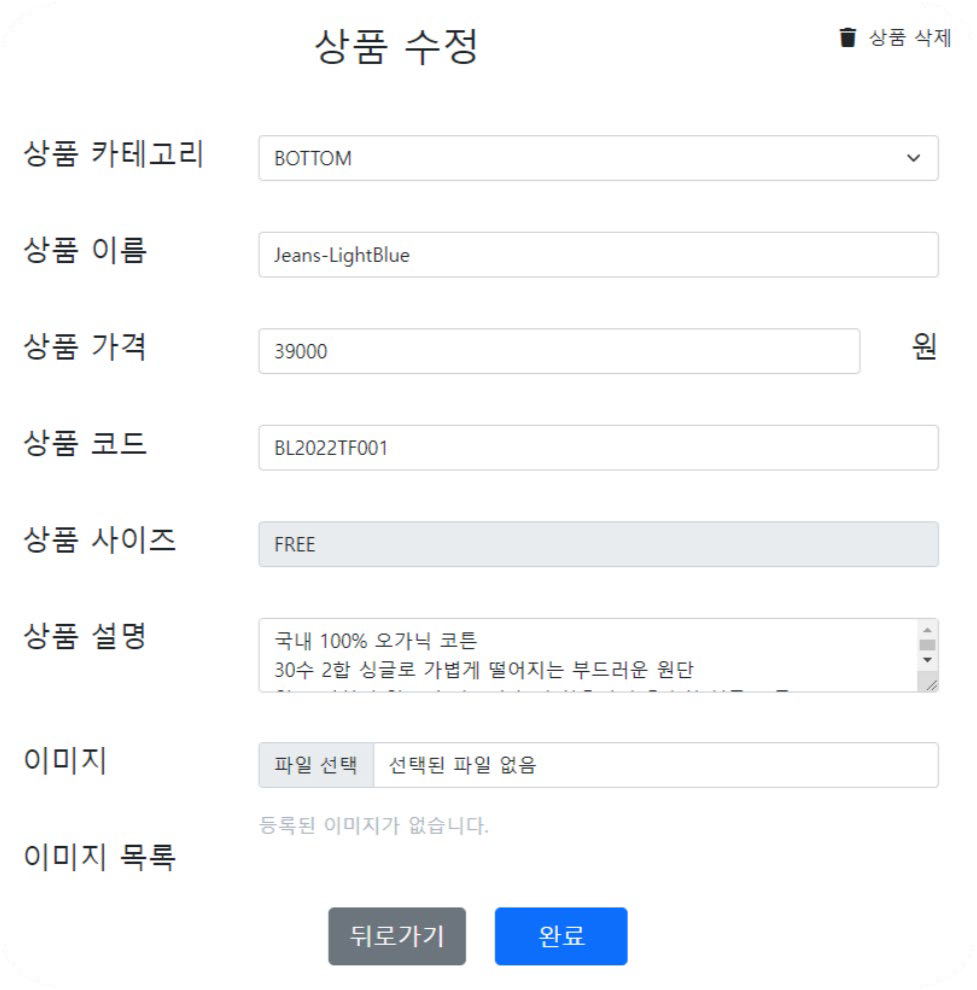 상품 수정
상품 삭제
상품 카테고리
BOTTOM
상품 이름
Jeans-LightBlue
상품 가격
39000
원
상품 코드
BL2022TF001
상품 사이즈
FREE
상품 설명
국내 100% 오가닉 코튼
30수 2합 싱글로 가볍게 떨어지는 부드러운 원단
이미지
파일 선택
선택된 파일 없음
등록된 이미지가 없습니다.
이미지 목록
뒤로가기
완료